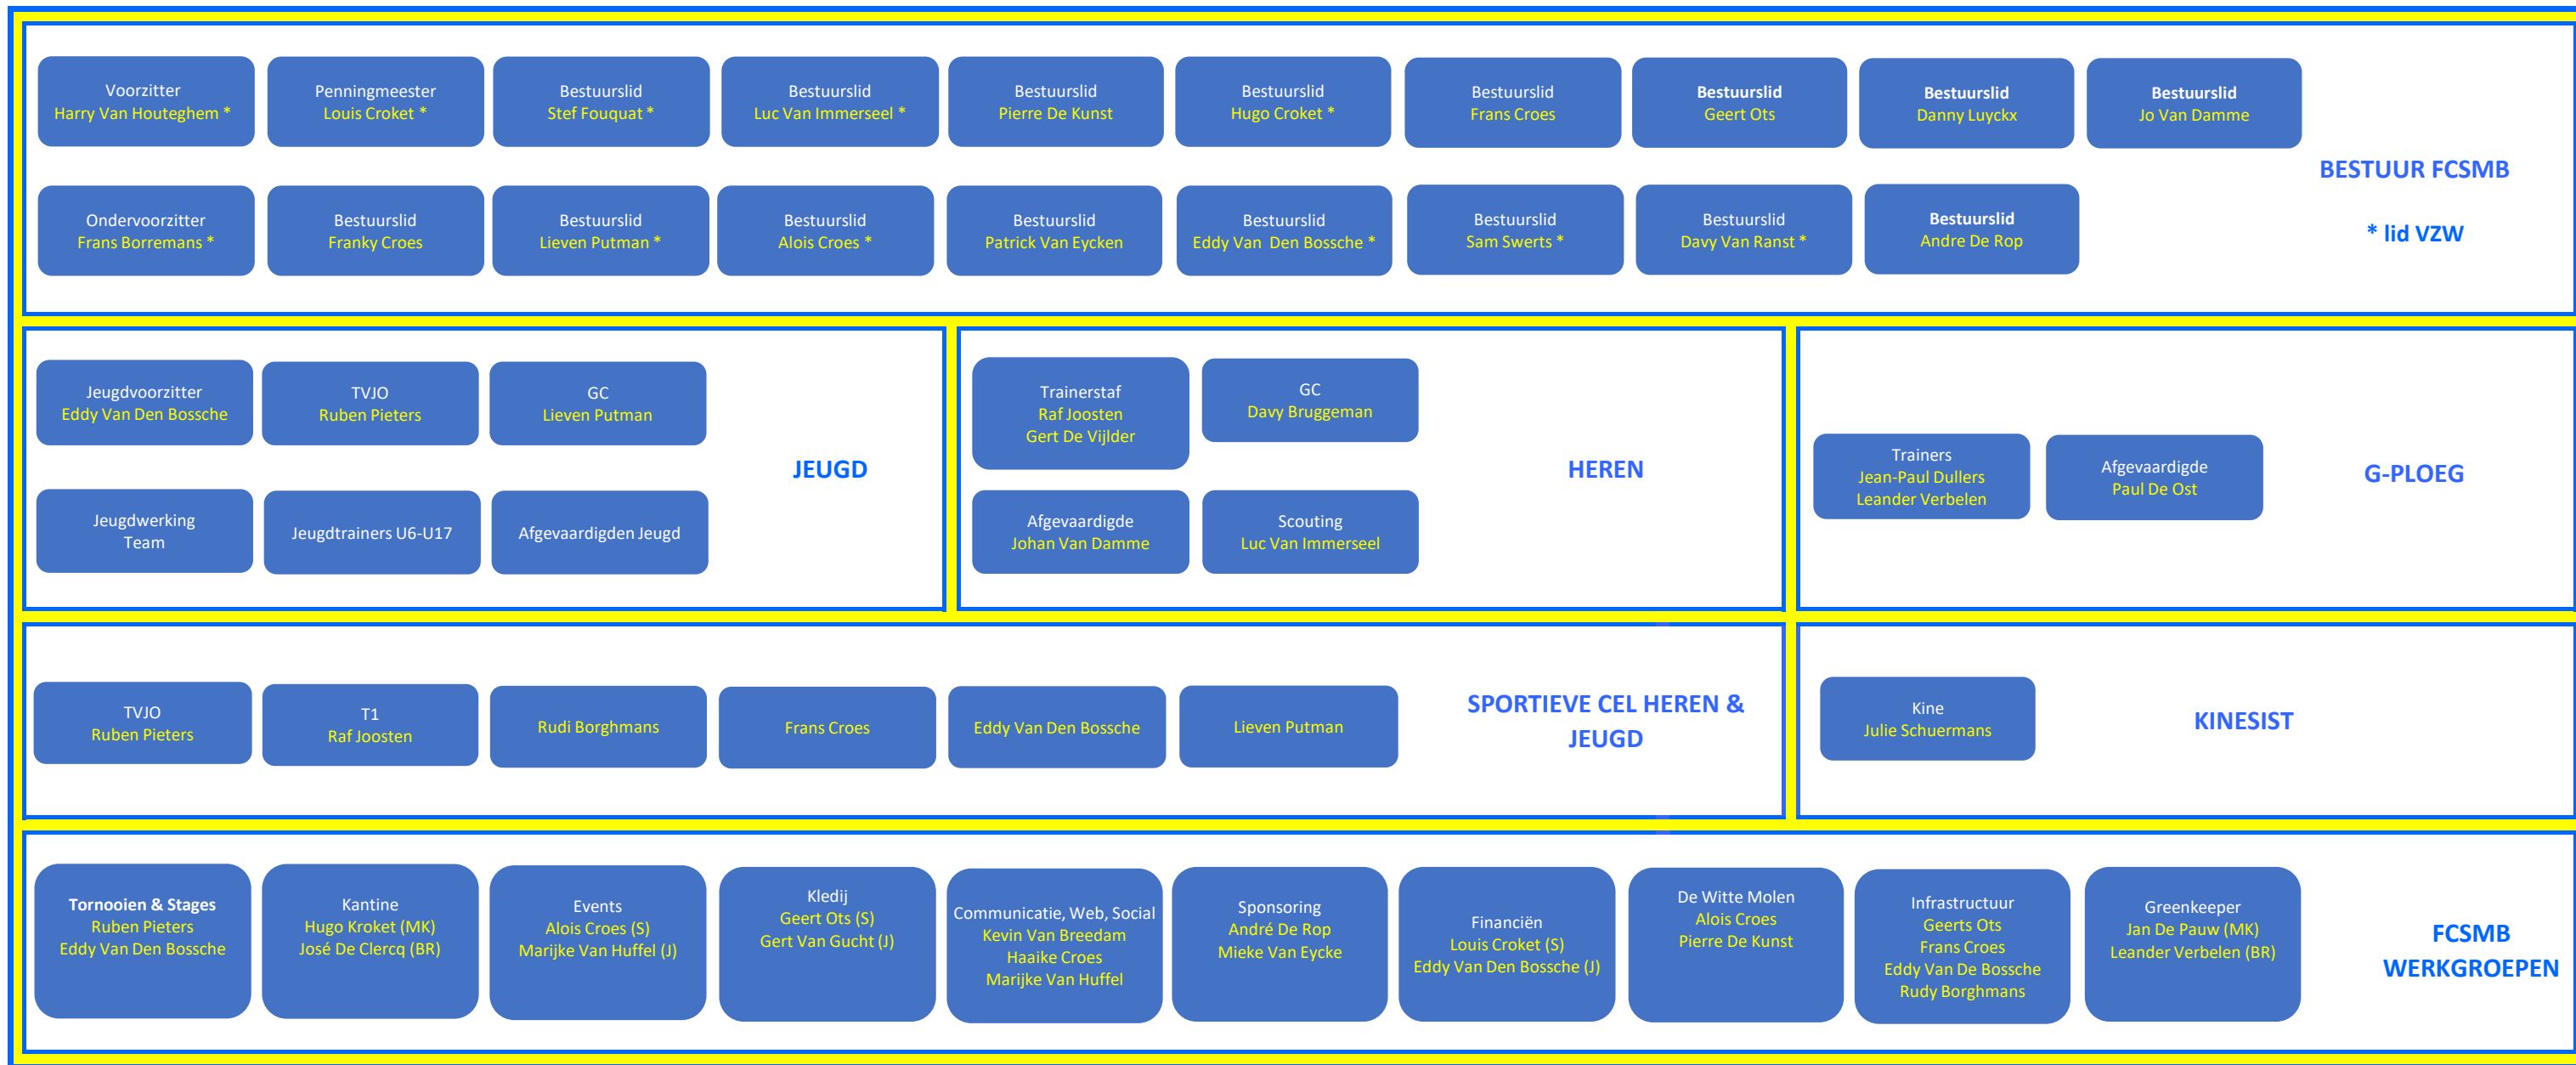 Voorzitter
Harry Van Houteghem *
Penningmeester
Louis Croket *
Bestuurslid
Stef Fouquat *
Bestuurslid
Luc Van Immerseel *
Bestuurslid
Pierre De Kunst
Bestuurslid
Hugo Croket *
Bestuurslid
Frans Croes
Bestuurslid
Geert Ots
Bestuurslid
Danny Luyckx
Bestuurslid
Jo Van Damme
Ondervoorzitter
Frans Borremans *
Bestuurslid
Franky Croes
Bestuurslid
Lieven Putman *
Bestuurslid
Alois Croes *
Bestuurslid
Patrick Van Eycken
Bestuurslid
Eddy Van  Den Bossche *
Bestuurslid
Sam Swerts *
Bestuurslid
Davy Van Ranst *
Bestuurslid
Andre De Rop
BESTUUR FCSMB
* lid VZW
Jeugdvoorzitter
Eddy Van Den Bossche
TVJO
Ruben Pieters
GC
Lieven Putman
Jeugdwerking
Team
Jeugdtrainers U6-U17
Afgevaardigden Jeugd
JEUGD
Trainerstaf
Raf Joosten
Gert De Vijlder
GC
Davy Bruggeman
Afgevaardigde
Johan Van Damme
Scouting
Luc Van Immerseel
HEREN
Trainers
Jean-Paul Dullers
Leander Verbelen
Afgevaardigde
Paul De Ost
G-PLOEG
TVJO
Ruben Pieters
T1
Raf Joosten
Rudi Borghmans
Frans Croes
Eddy Van Den Bossche
Lieven Putman
SPORTIEVE CEL HEREN &
JEUGD
Kine
Julie Schuermans
KINESIST
Tornooien & Stages
Ruben Pieters
Eddy Van Den Bossche
Kantine
Hugo Kroket (MK)
José De Clercq (BR)
Events
Alois Croes (S)
Marijke Van Huffel (J)
Kledij
Geert Ots (S)
Gert Van Gucht (J)
Communicatie, Web, Social
Kevin Van Breedam
Haaike Croes
Marijke Van Huffel
Sponsoring
André De Rop
Mieke Van Eycke
Financiën
Louis Croket (S)
Eddy Van Den Bossche (J)
De Witte Molen
Alois Croes
Pierre De Kunst
Infrastructuur
Geerts Ots
Frans Croes
Eddy Van De Bossche
Rudy Borghmans
Greenkeeper
Jan De Pauw (MK)
Leander Verbelen (BR)
FCSMB
WERKGROEPEN